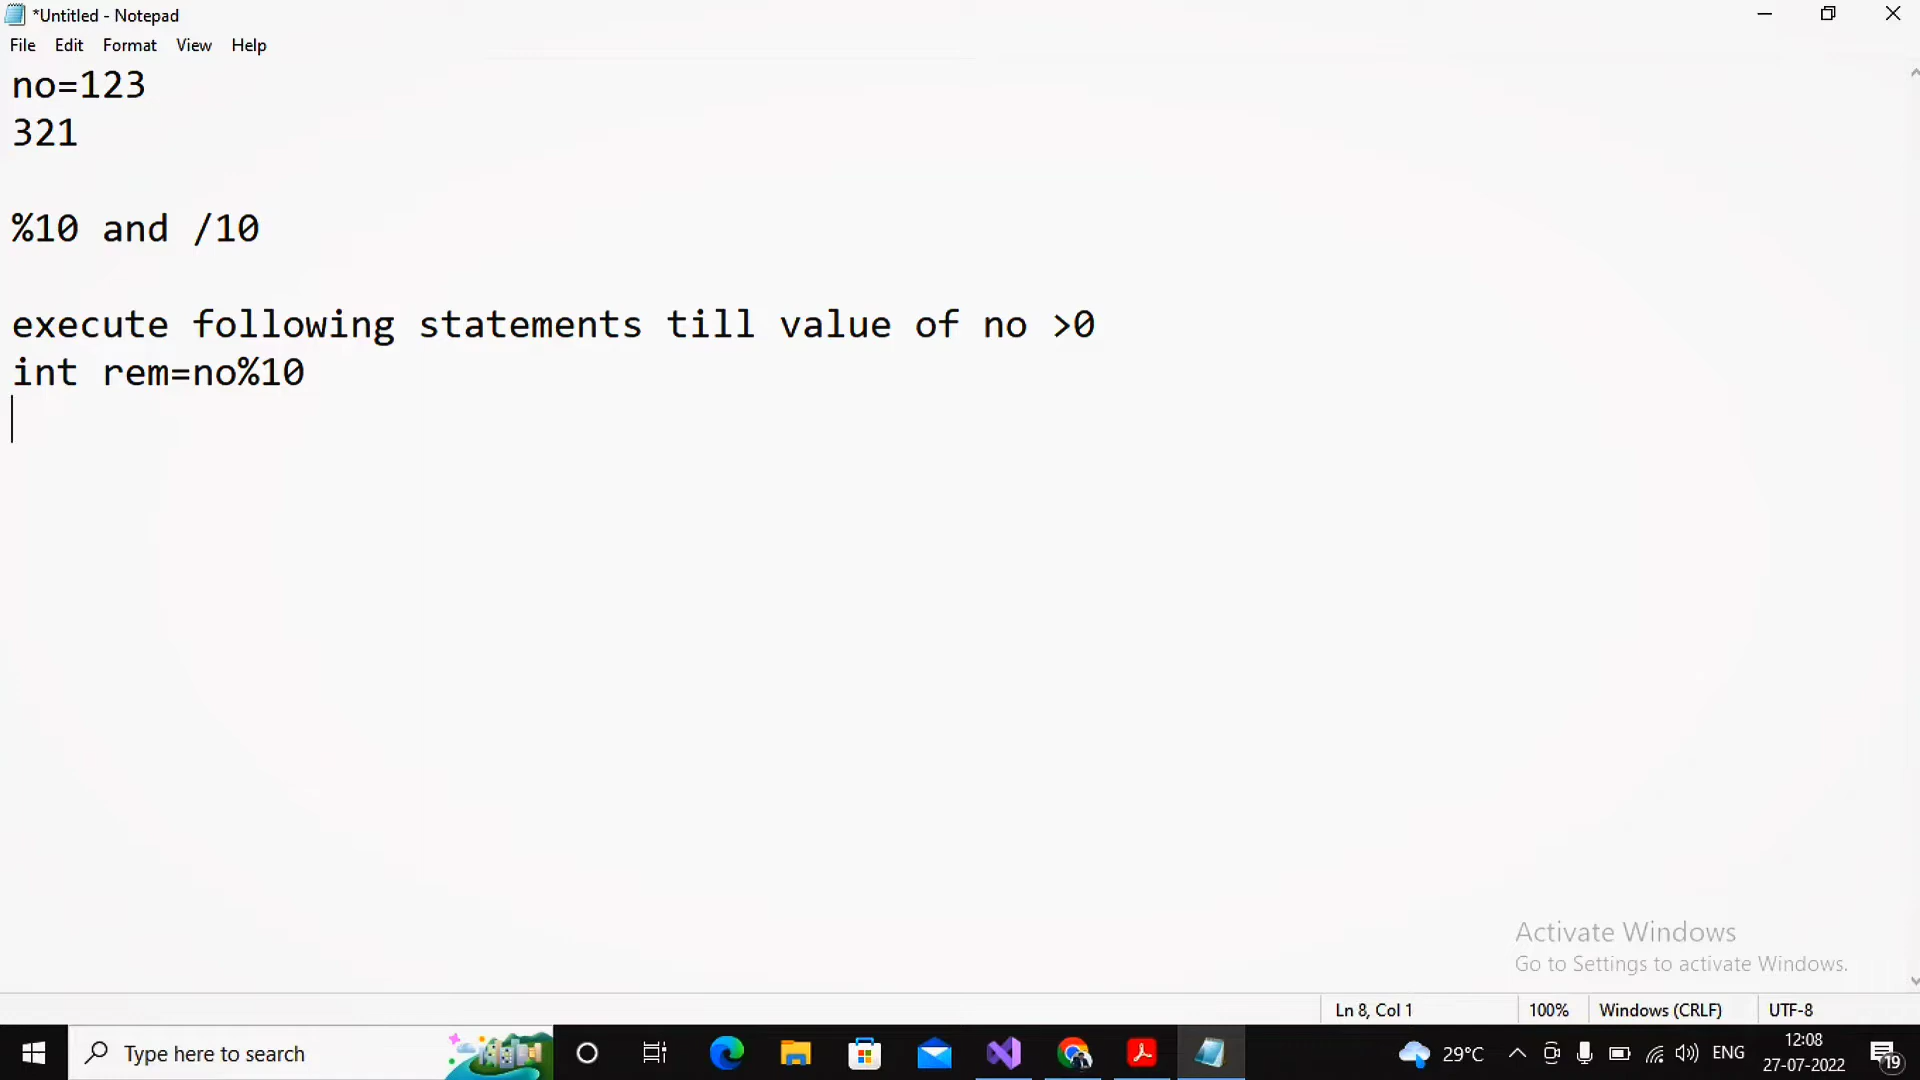 *Untitled - Notepad
File Edit Format View Help
no=123
321
%10 and /10
execute following statements till value of no >0
int rem=no%10
Activate Windows
Go to Settings to activate Windows.
Ln 8, Col 1 100% Windows (CRLF) UTF-8
Type here to search
29°C ENG 12:08
27-07-2022 19